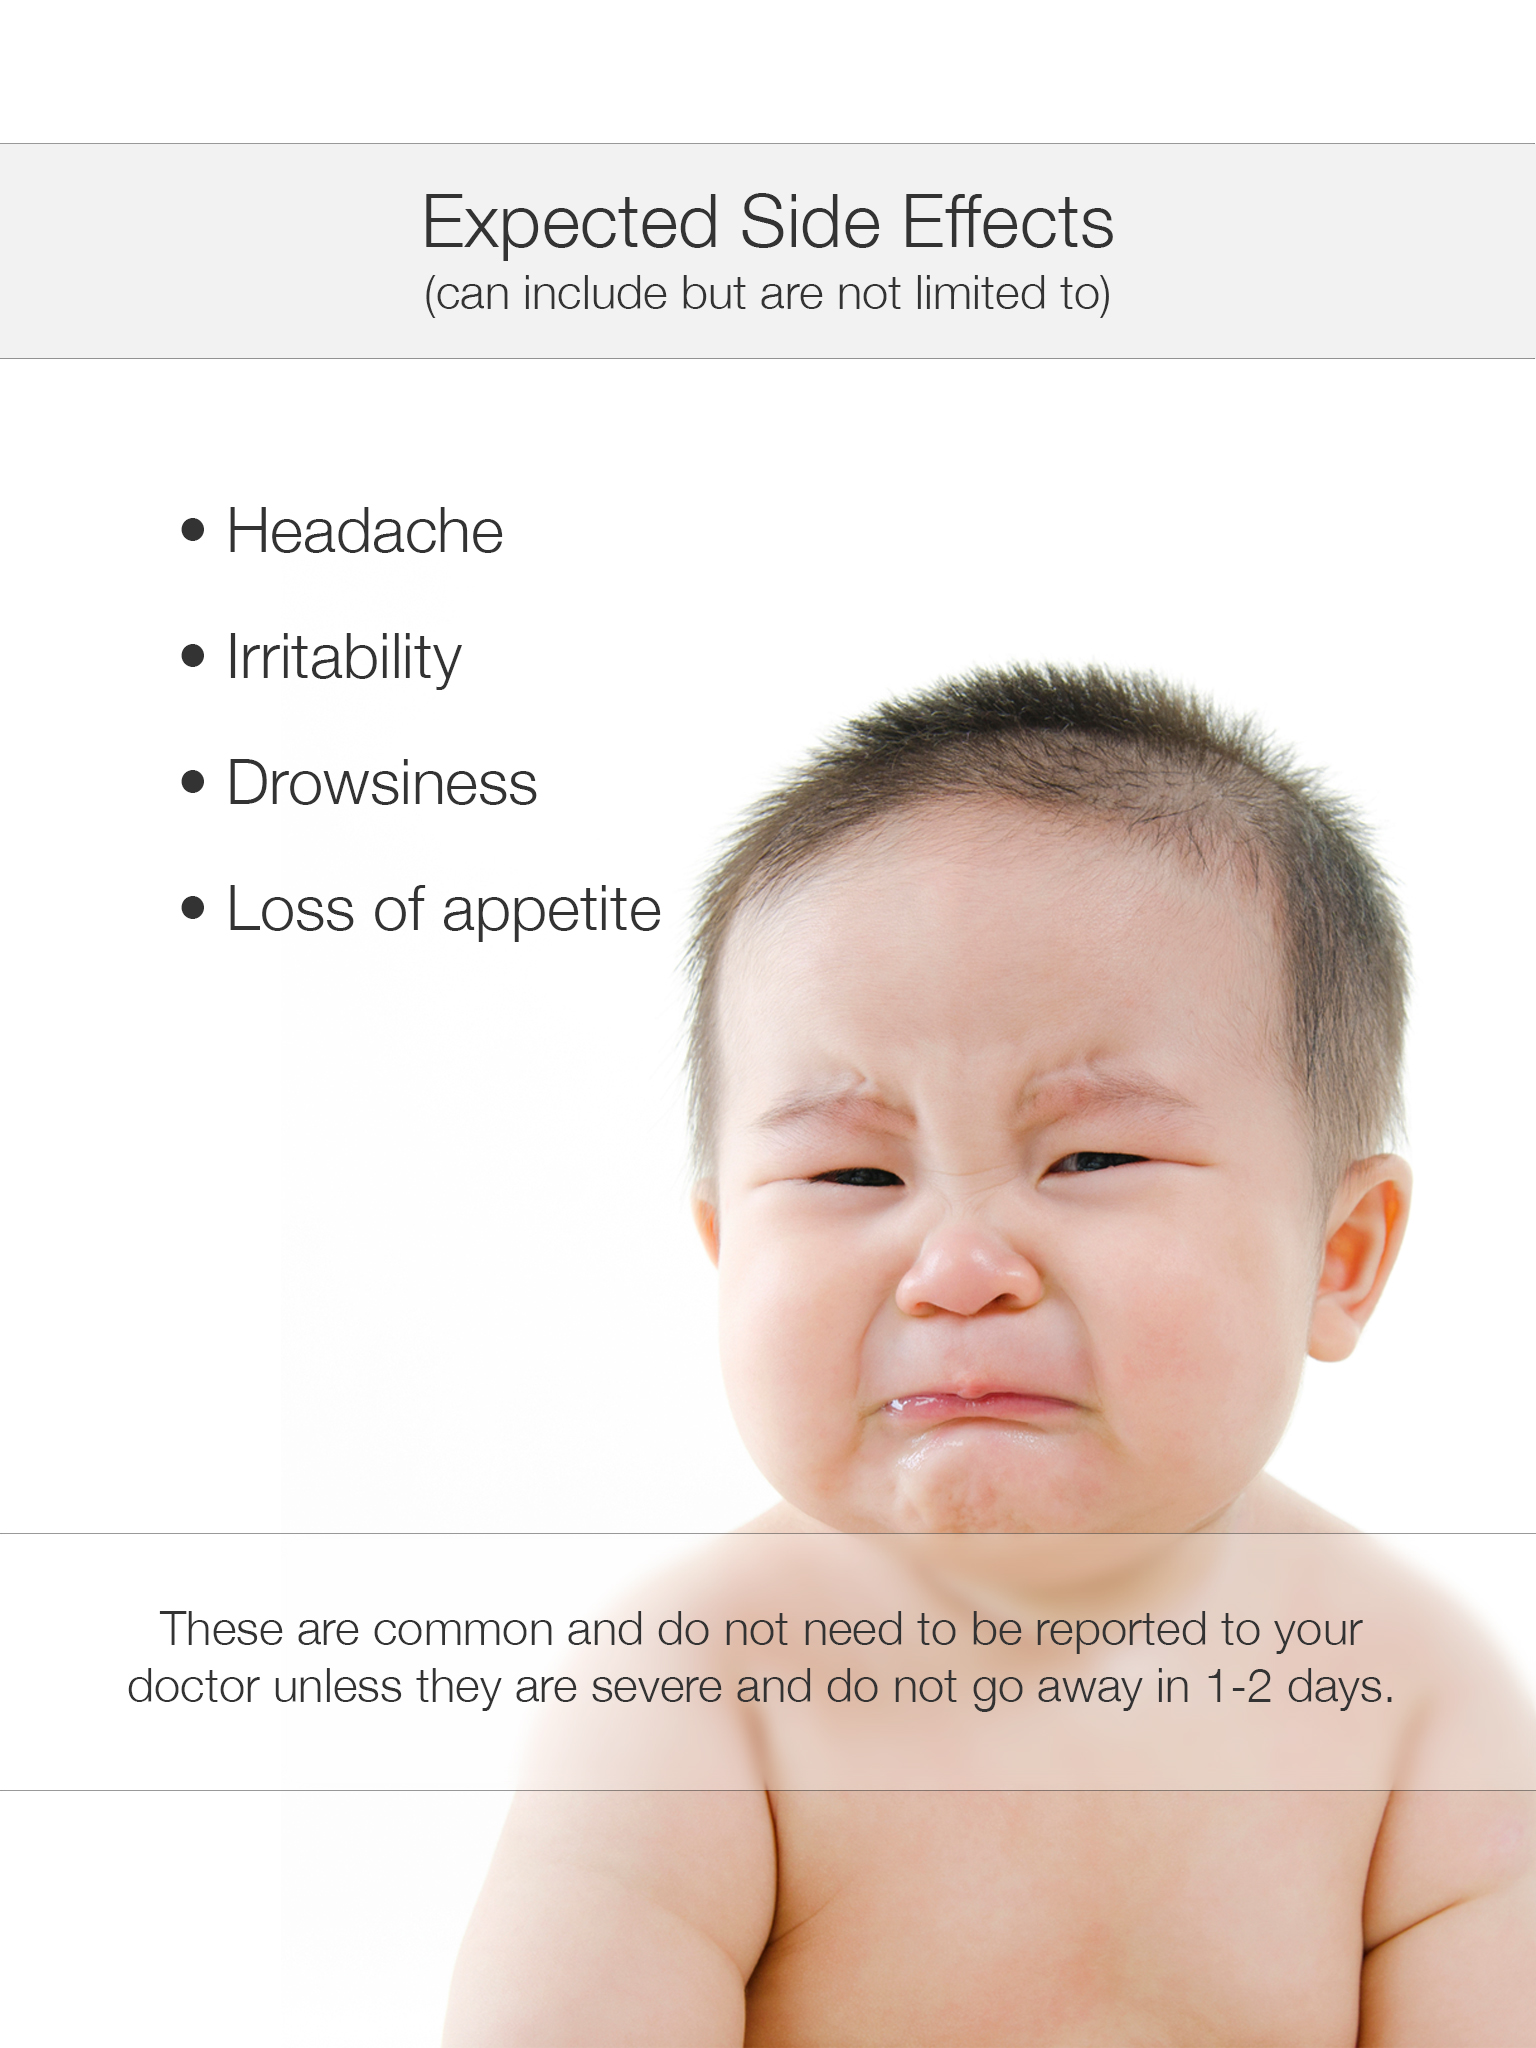 Expected Side Effects
(can include but are not limited to)
• Headache
• Irritability
• Drowsiness
• Loss of appetite
These are common and do not need to be reported to your
doctor unless they are severe and do not go away in 1-2 days.